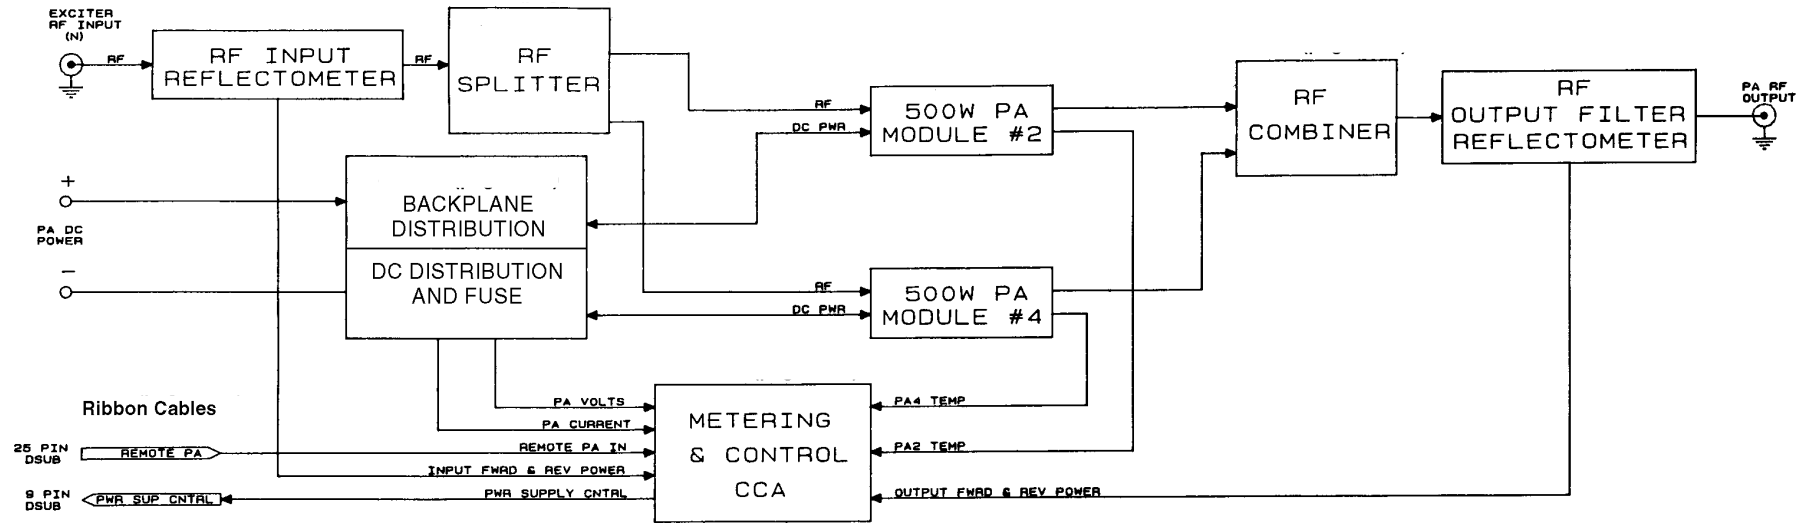 EXCITER
RF INPUT
(N)
RF
RF INPUT
REFLECTOMETER
RF
RF
SPLITTER
RF
DC PWR
500W PA
MODULE #2
RF
COMBINER
RF
OUTPUT FILTER
REFLECTOMETER
PA RF
OUTPUT
+
PA DC
POWER
−
BACKPLANE
DISTRIBUTION
DC DISTRIBUTION
AND FUSE
RF
DC PWR
500W PA
MODULE #4
Ribbon Cables
25 PIN
DSUB
REMOTE PA
9 PIN
DSUB
PWR SUP CNTRL
PA VOLTS
PA CURRENT
REMOTE PA IN
INPUT FWRD & REV POWER
PWR SUPPLY CNTRL
METERING
& CONTROL
CCA
PA4 TEMP
PA2 TEMP
OUTPUT FWRD & REV POWER